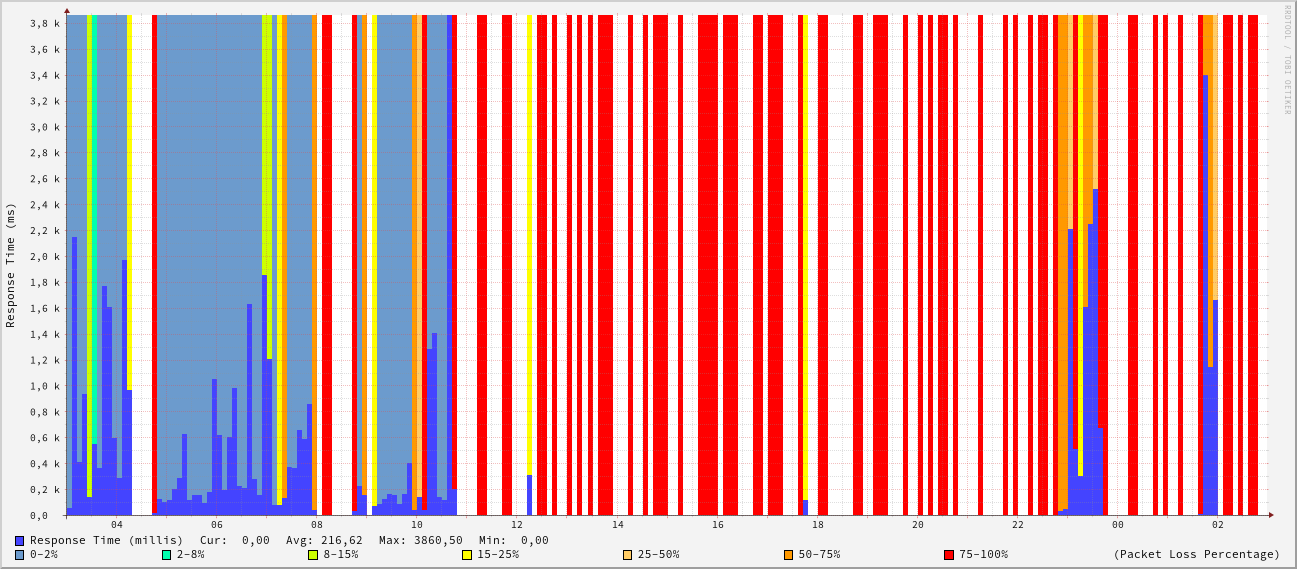 3,8 k
3,6 k
3,4 k
3,2 k
3,0 k
2,8 k
2,6 k
2,4 k
2,2 k
2,0 k
1,8 k
1,6 k
1,4 k
1,2 k
1,0 k
0,8 k
0,6 k
0,4 k
0,2 k
0,0
Response Time (ms)
RRDTOOL / TOBI OETIKER
04 06 08 10 12 14 16 18 20 22 00 02
Response Time (millis) Cur: 0,00 Avg: 216,62 Max: 3860,50 Min: 0,00
0-2% 2-8% 8-15% 15-25% 25-50% 50-75% 75-100% (Packet Loss Percentage)